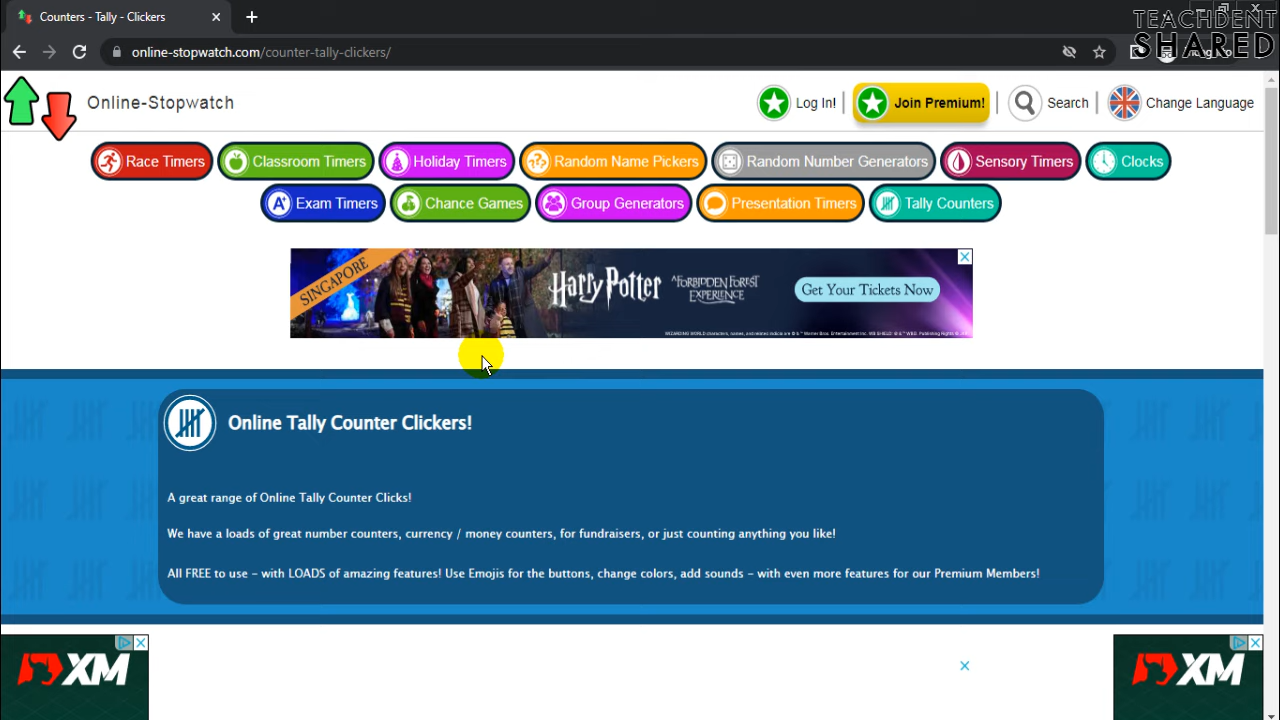 Counters - Tally - Clickers
TEACHDENT
SHARED
online-stopwatch.com/counter-tally-clickers/
Online-Stopwatch
Log In!
Join Premium!
Search
Change Language
Race Timers
Classroom Timers
Holiday Timers
Random Name Pickers
Random Number Generators
Sensory Timers
Clocks
Exam Timers
Chance Games
Group Generators
Presentation Timers
Tally Counters
SINGAPORE
Harry Potter
A FORBIDDEN FOREST
EXPERIENCE
Get Your Tickets Now
Online Tally Counter Clickers!
A great range of Online Tally Counter Clicks!
We have a loads of great number counters, currency / money counters, for fundraisers, or just counting anything you like!
All FREE to use – with LOADS of amazing features! Use Emojis for the buttons, change colors, add sounds – with even more features for our Premium Members!
XM
XM